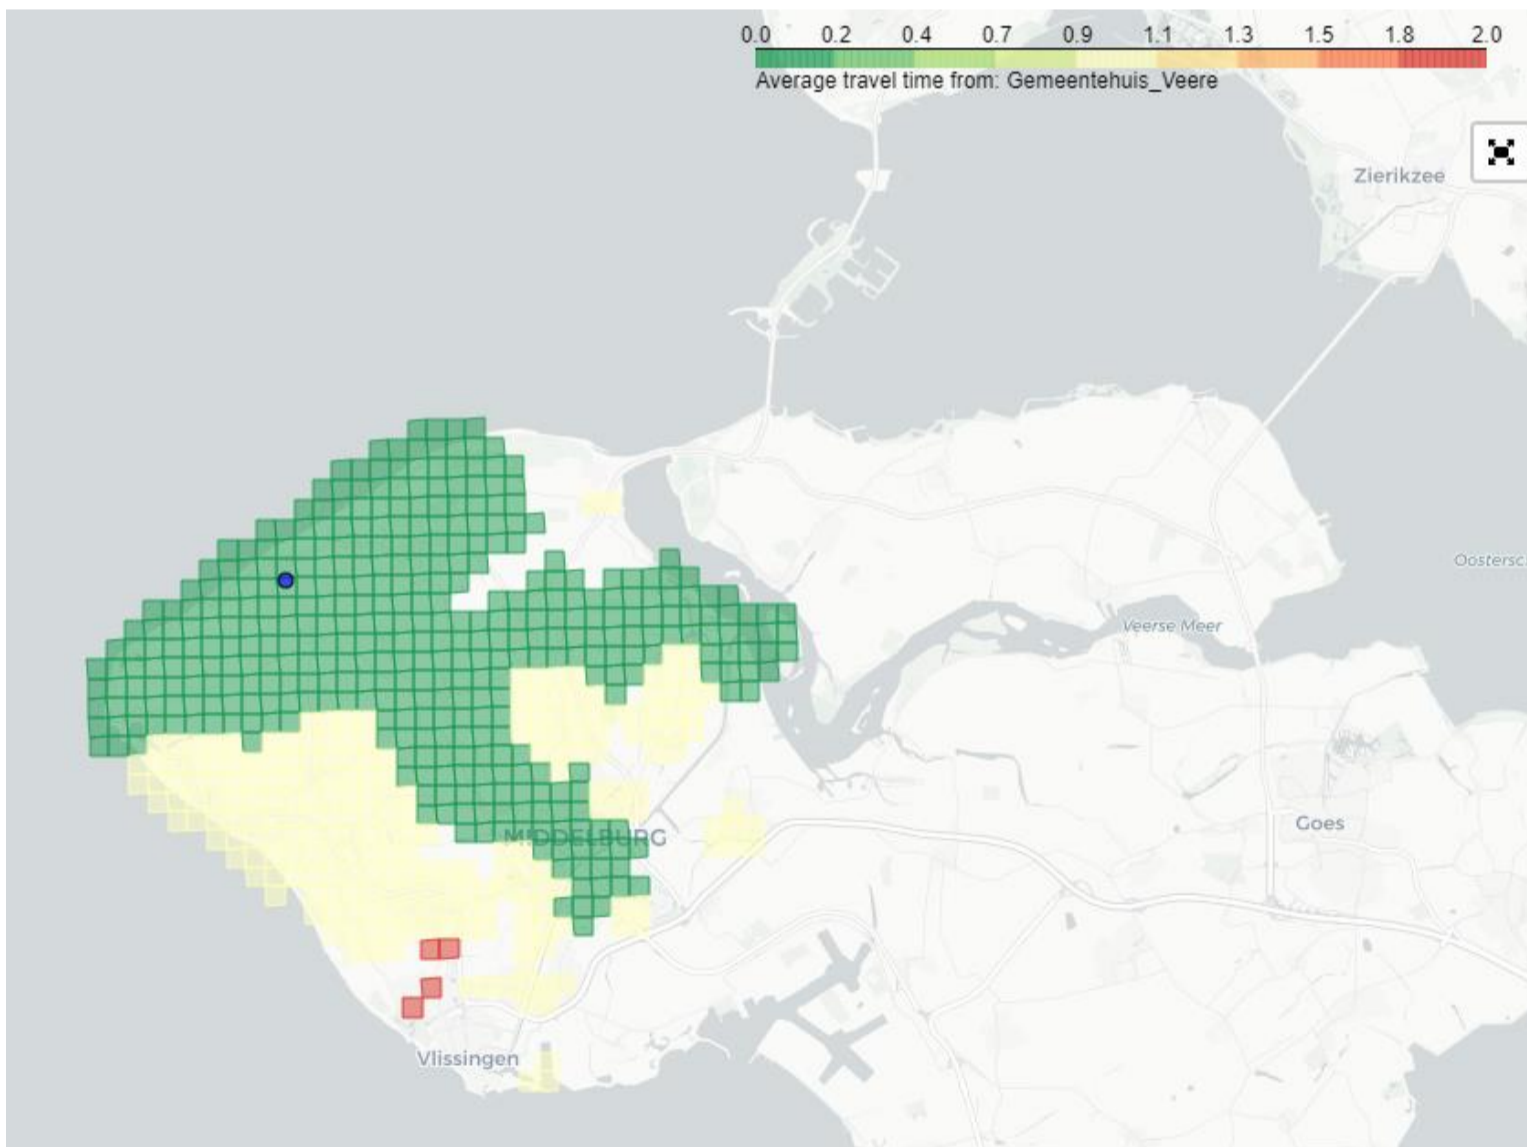 0.0 0.2 0.4 0.7 0.9 1.1 1.3 1.5 1.8 2.0
Average travel time from: Gemeentehuis_Veere
Zierikzee
Oostersc
Veerse Meer
Goes
MIDDELBURG
Vlissingen